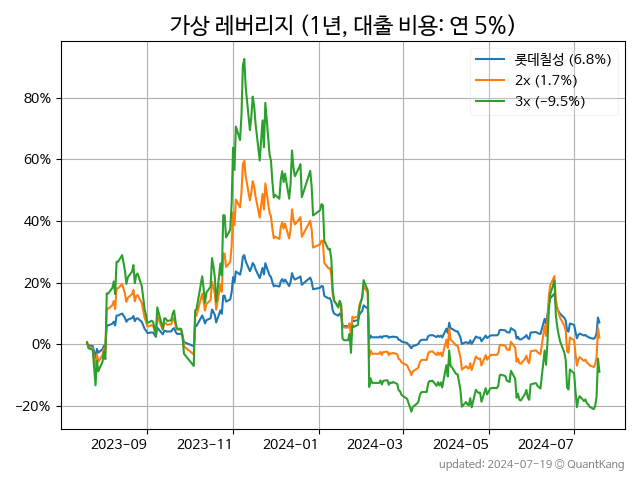 가상 레버리지 (1년, 대출 비용: 연 5%)
롯데칠성 (6.8%)
2x (1.7%)
3x (−9.5%)
80%
60%
40%
20%
0%
−20%
2023-09 2023-11 2024-01 2024-03 2024-05 2024-07
updated: 2024-07-19 © QuantKang